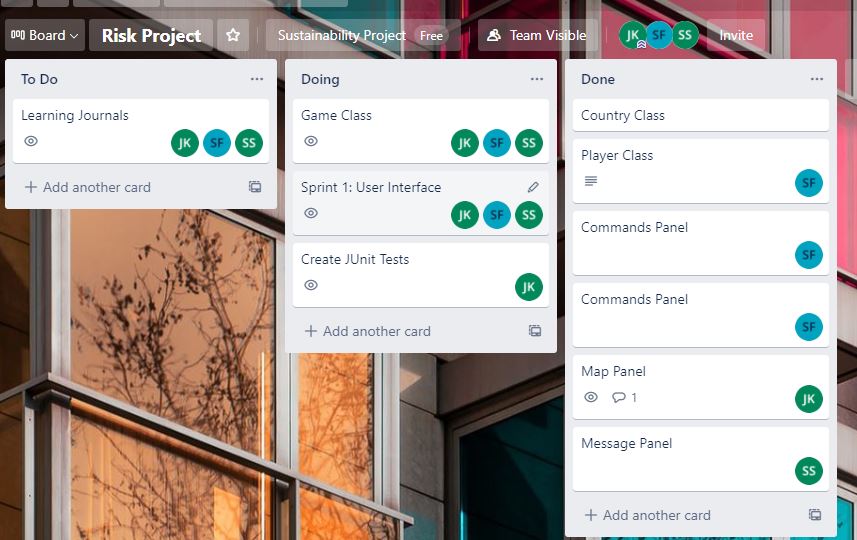 Board Risk Project Sustainability Project Free Team Visible JK SF SS Invite
To Do
Learning Journals
JK SF SS
Add another card
Doing
Game Class
JK SF SS
Sprint 1: User Interface
JK SF SS
Create JUnit Tests
JK
Add another card
Done
Country Class
Player Class
SF
Commands Panel
SF
Commands Panel
SF
Map Panel
1 JK
Message Panel
SS
Add another card